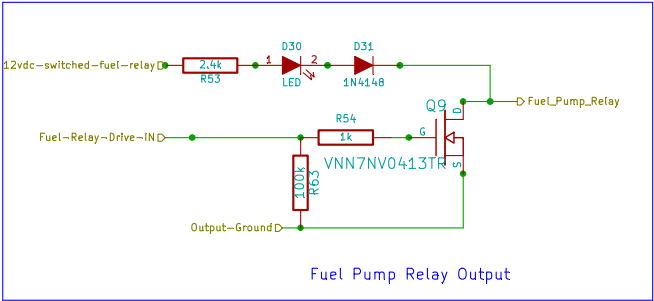 D30
D31
12vdc-switched-fuel-relay
2.4k
1
2
R53
LED
1N4148
Q9
D
Fuel_Pump_Relay
R54
Fuel-Relay-Drive-IN
1k
G
VNN7NV0413TR
S
100k
R63
Output-Ground
Fuel Pump Relay Output